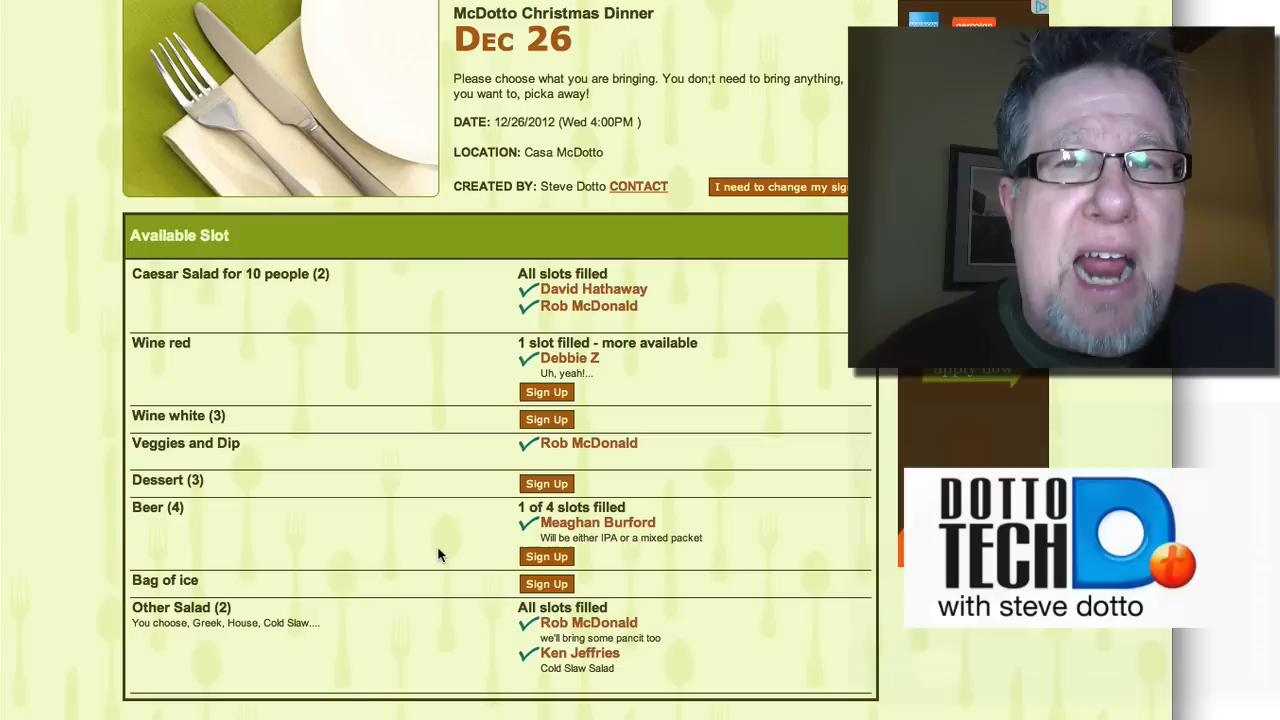 McDotto Christmas Dinner
DEC 26
Please choose what you are bringing. You don;t need to bring anything,
you want to, picka away!
DATE: 12/26/2012 (Wed 4:00PM )
LOCATION: Casa McDotto
CREATED BY: Steve Dotto CONTACT
I need to change my sig
Available Slot
Caesar Salad for 10 people (2)
All slots filled
David Hathaway
Rob McDonald
Wine red
1 slot filled - more available
Debbie Z
Uh, yeah!...
Sign Up
Wine white (3)
Sign Up
Veggies and Dip
Rob McDonald
Dessert (3)
Sign Up
Beer (4)
1 of 4 slots filled
Meaghan Burford
Will be either IPA or a mixed packet
Sign Up
Bag of ice
Sign Up
Other Salad (2)
You choose, Greek, House, Cold Slaw....
All slots filled
Rob McDonald
we'll bring some pancit too
Ken Jeffries
Cold Slaw Salad
apply now
DOTTO
TECH
with steve dotto